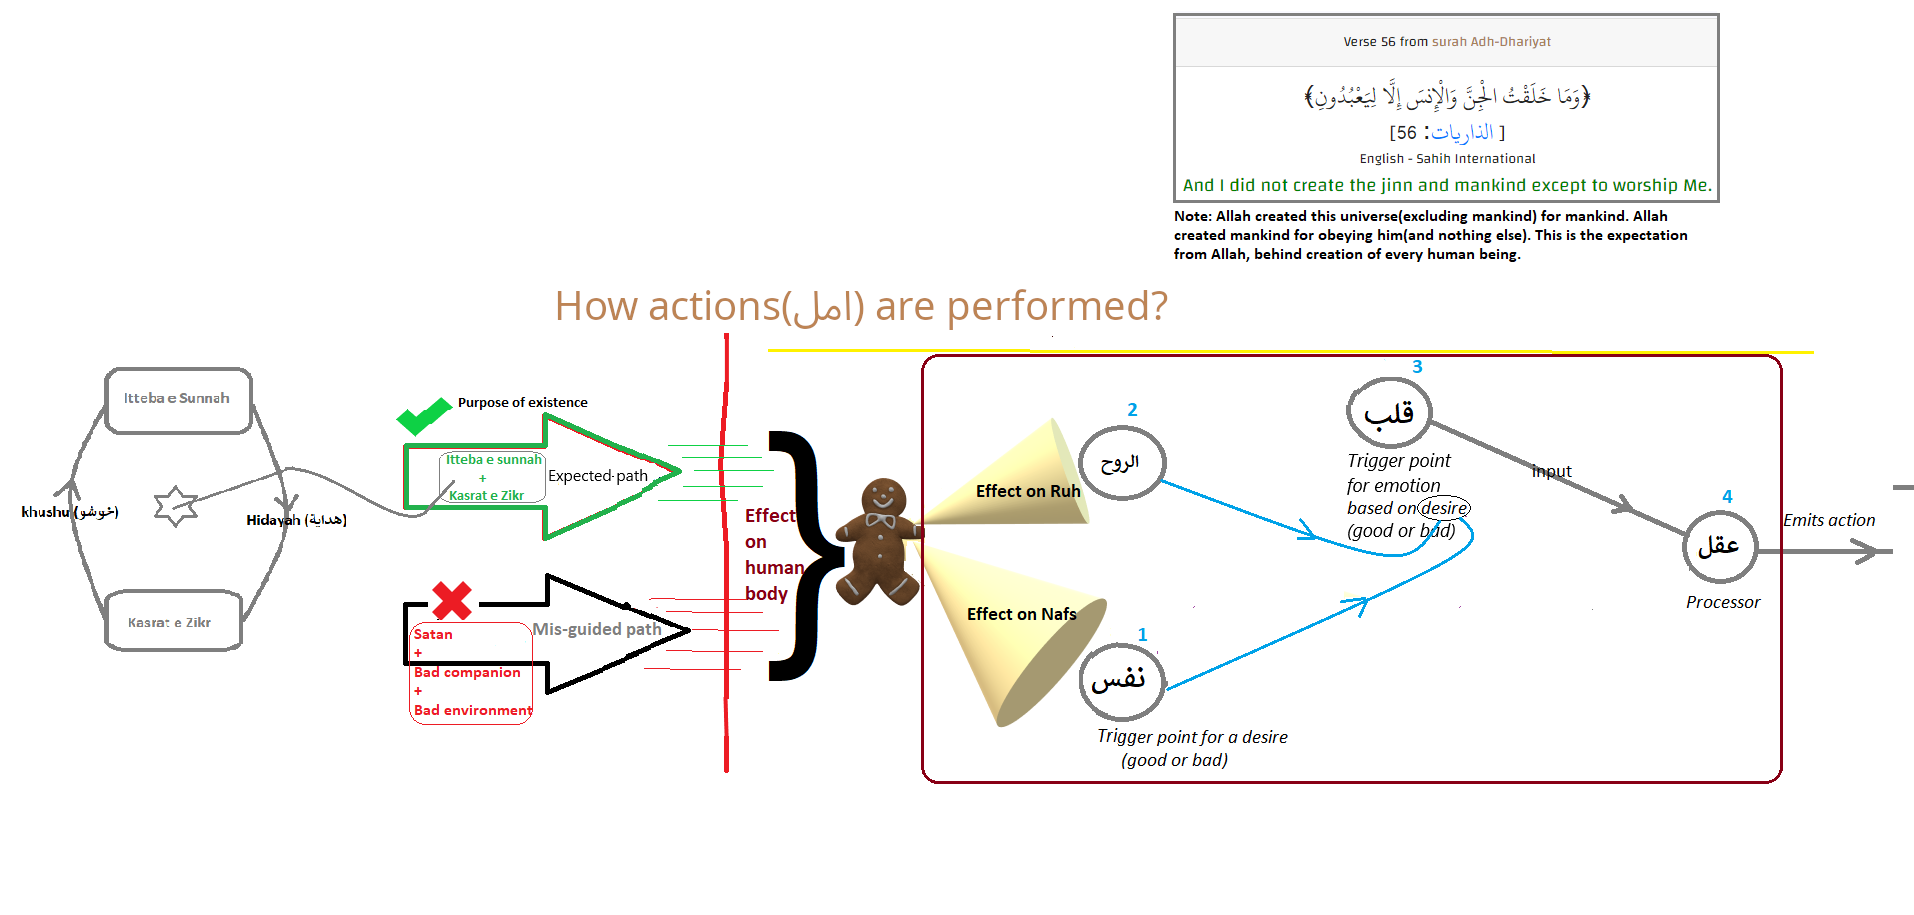 Verse 56 from surah Adh-Dhariyat
﴿وَمَا خَلَقْتُ الْجِنَّ وَالْإِنسَ إِلَّا لِيَعْبُدُونِ﴾
[ الذاريات: 56]
English - Sahih International
And I did not create the jinn and mankind except to worship Me.
Note: Allah created this universe(excluding mankind) for mankind. Allah
created mankind for obeying him(and nothing else). This is the expectation
from Allah, behind creation of every human being.
How actions(امل) are performed?
Itteba e Sunnah
khushu (خوشو)
Hidayah (هداية)
Kasrat e Zikr
Purpose of existence
Itteba e sunnah
+
Kasrat e Zikr
Expected path
Satan
+
Bad companion
+
Bad environment
Mis-guided path
Effect
on
human
body
Effect on Ruh
Effect on Nafs
2
الروح
1
نفس
Trigger point for a desire
(good or bad)
3
قلب
Trigger point
for emotion
based on desire
(good or bad)
input
4
عقل
Processor
Emits action